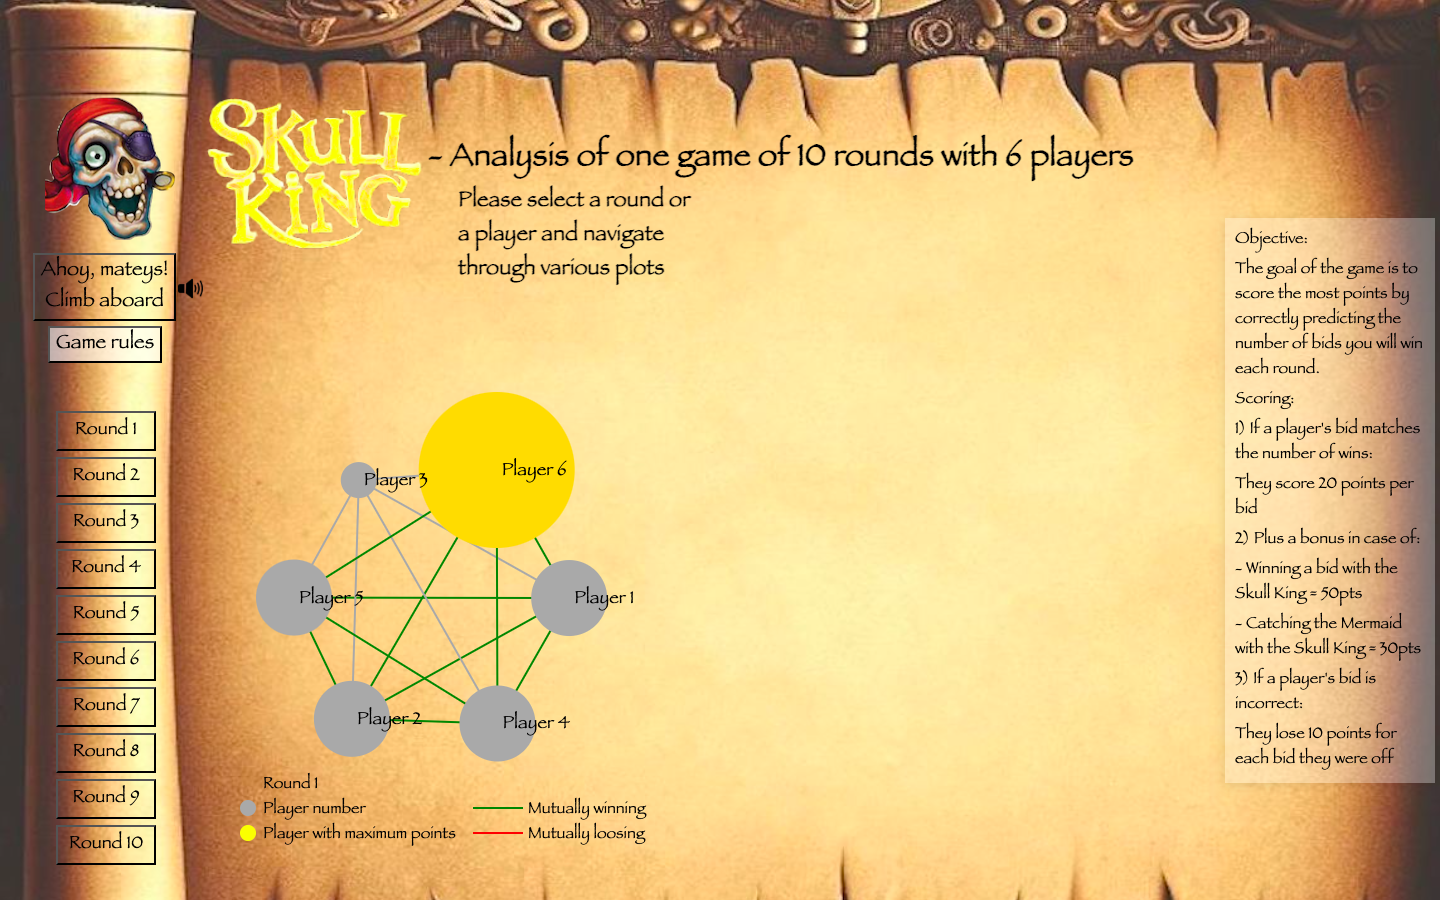 SKULL
KING
- Analysis of one game of 10 rounds with 6 players
Please select a round or
a player and navigate
through various plots
Ahoy, mateys!
Climb aboard
Game rules
Round 1
Round 2
Round 3
Round 4
Round 5
Round 6
Round 7
Round 8
Round 9
Round 10
Player 6
Player 3
Player 5
Player 1
Player 2
Player 4
Round 1
Player number
Player with maximum points
Mutually winning
Mutually loosing
Objective:
The goal of the game is to
score the most points by
correctly predicting the
number of bids you will win
each round.
Scoring:
1) If a player's bid matches
the number of wins:
They score 20 points per
bid
2) Plus a bonus in case of:
- Winning a bid with the
Skull King = 50pts
- Catching the Mermaid
with the Skull King = 30pts
3) If a player's bid is
incorrect:
They lose 10 points for
each bid they were off